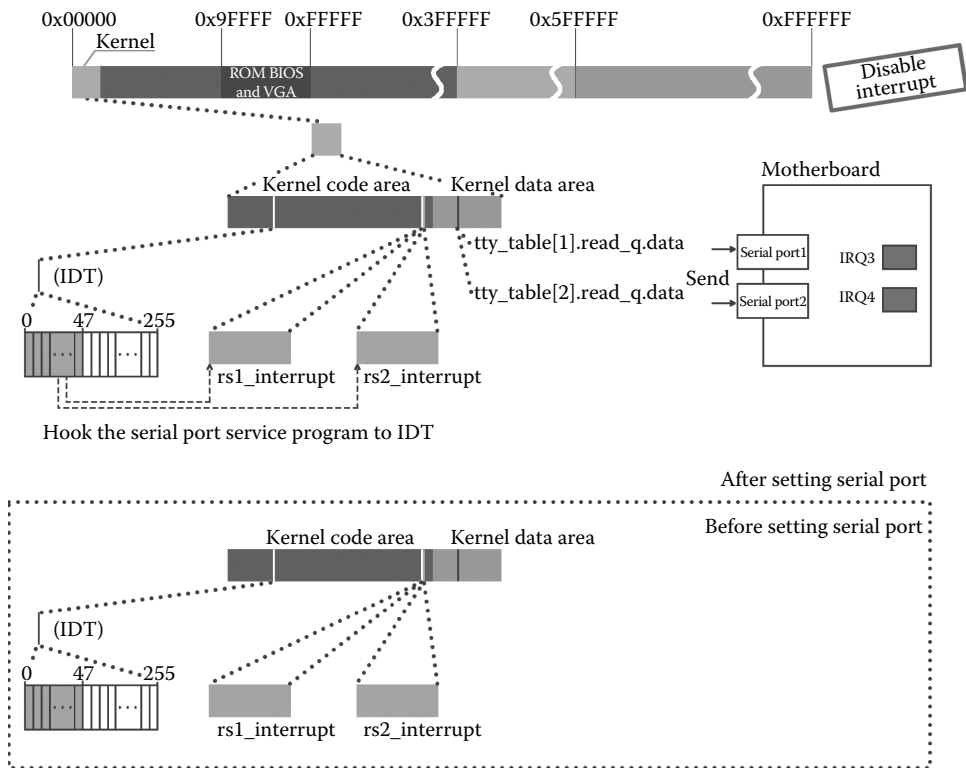 0x00000 0x9FFFF 0xFFFFF 0x3FFFFF 0x5FFFFF 0xFFFFFF
Kernel
ROM BIOS
and VGA
Disable
interrupt
Kernel code area Kernel data area
Motherboard
tty_table[1].read_q.data
Serial port1
IRQ3
(IDT)
Send
tty_table[2].read_q.data
Serial port2
IRQ4
0 47 255
...
...
rs1_interrupt rs2_interrupt
Hook the serial port service program to IDT
After setting serial port
Before setting serial port
Kernel code area Kernel data area
(IDT)
0 47 255
...
...
rs1_interrupt rs2_interrupt